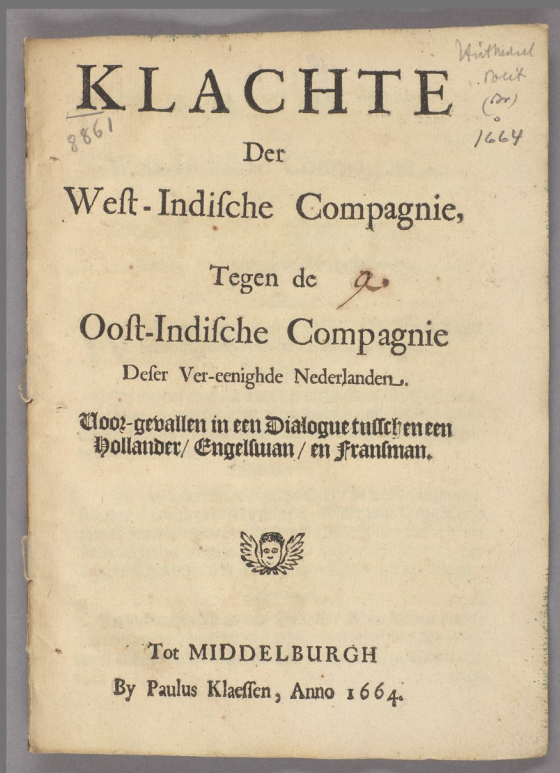 KLACHTE
8861
1664
Der
Weſt-Indiſche Compagnie,
Tegen de
Ooſt-Indiſche Compagnie
Deſer Ver-eenighde Nederlanden.
Voor-gevallen in een Dialogue tuſſchen een
Hollander/ Engelsman/ en Franſman.
Tot MIDDELBURGH
By Paulus Klaeſſen, Anno 1664.